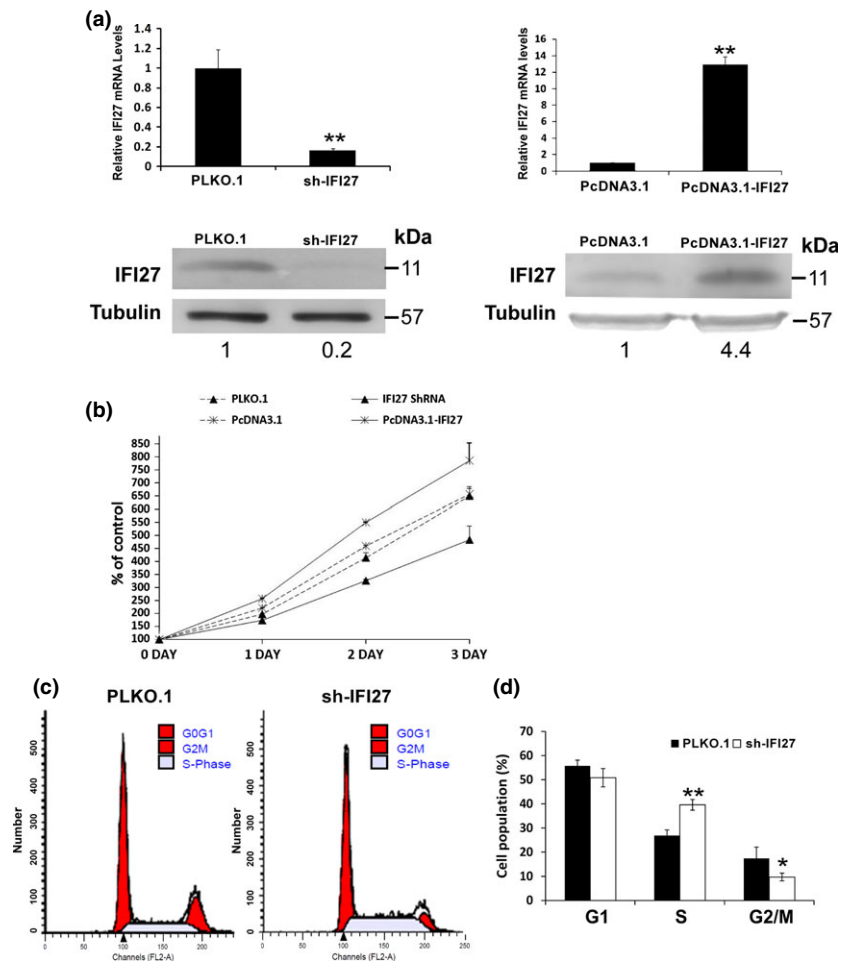 (a)
Relative IFI27 mRNA Levels
1.4
1.2
1
0.8
0.6
0.4
0.2
0
**
PLKO.1 sh-IFI27
Relative IFI27 mRNA levels
16
14
12
10
8
6
4
2
0
**
PcDNA3.1 PcDNA3.1-IFI27
PLKO.1 sh-IFI27 kDa
IFI27 11
Tubulin 57
1 0.2
PcDNA3.1 PcDNA3.1-IFI27 kDa
IFI27 11
Tubulin 57
1 4.4
(b)
PLKO.1 IFI27 ShRNA
PcDNA3.1 PcDNA3.1-IFI27
% of control
850
800
750
700
650
600
550
500
450
400
350
300
250
200
150
100
0 DAY 1 DAY 2 DAY 3 DAY
(c)
PLKO.1
G0G1
G2M
S-Phase
Number
500
400
300
200
100
0
0 50 100 150 200
Channels (FL2-A)
sh-IFI27
G0G1
G2M
S-Phase
Number
500
400
300
200
100
0
0 50 100 150 200 250
Channels (FL2-A)
(d)
Cell population (%)
70
60
50
40
30
20
10
0
PLKO.1 sh-IFI27
**
*
G1 S G2/M